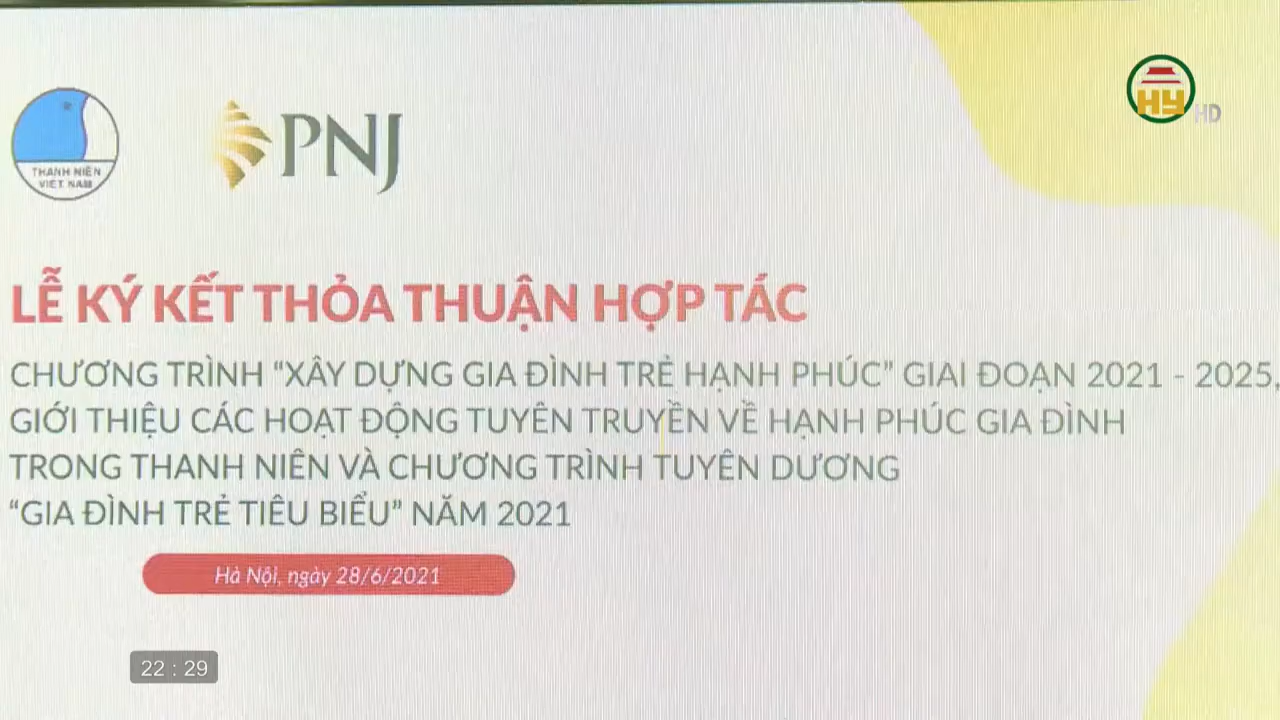 HY HD
THANH NIÊN
VIỆT NAM
PNJ
LỄ KÝ KẾT THỎA THUẬN HỢP TÁC
CHƯƠNG TRÌNH “XÂY DỰNG GIA ĐÌNH TRẺ HẠNH PHÚC” GIAI ĐOẠN 2021 - 2025,
GIỚI THIỆU CÁC HOẠT ĐỘNG TUYÊN TRUYỀN VỀ HẠNH PHÚC GIA ĐÌNH
TRONG THANH NIÊN VÀ CHƯƠNG TRÌNH TUYÊN DƯƠNG
“GIA ĐÌNH TRẺ TIÊU BIỂU” NĂM 2021
Hà Nội, ngày 28/6/2021
22 : 29